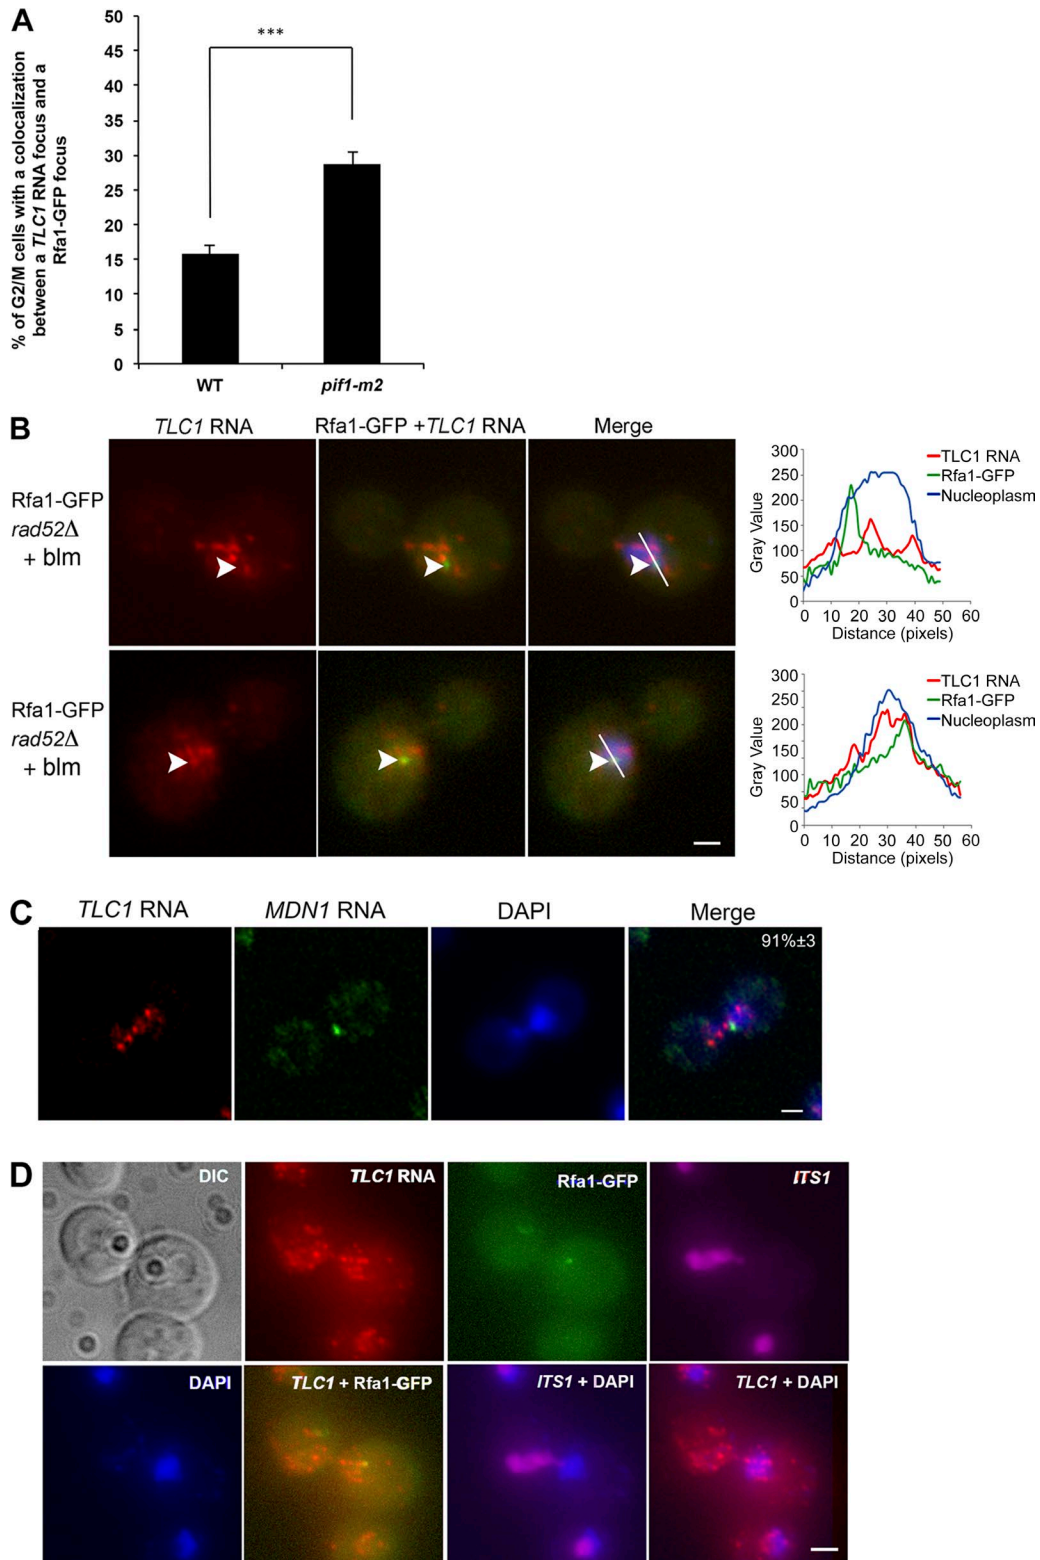 A
% of G2/M cells with a colocalization
between a TLC1 RNA focus and a
Rfa1-GFP focus
50
45
40
35
30
25
20
15
10
5
0
***
WT
pif1-m2
B
TLC1 RNA
Rfa1-GFP +TLC1 RNA
Merge
Rfa1-GFP
rad52Δ
+ blm
Gray Value
300
250
200
150
100
50
0
0 10 20 30 40 50 60
Distance (pixels)
TLC1 RNA
Rfa1-GFP
Nucleoplasm
Rfa1-GFP
rad52Δ
+ blm
Gray Value
300
250
200
150
100
50
0
0 10 20 30 40 50 60
Distance (pixels)
TLC1 RNA
Rfa1-GFP
Nucleoplasm
C
TLC1 RNA
MDN1 RNA
DAPI
Merge
91%±3
D
DIC
TLC1 RNA
Rfa1-GFP
ITS1
DAPI
TLC1 + Rfa1-GFP
ITS1 + DAPI
TLC1 + DAPI